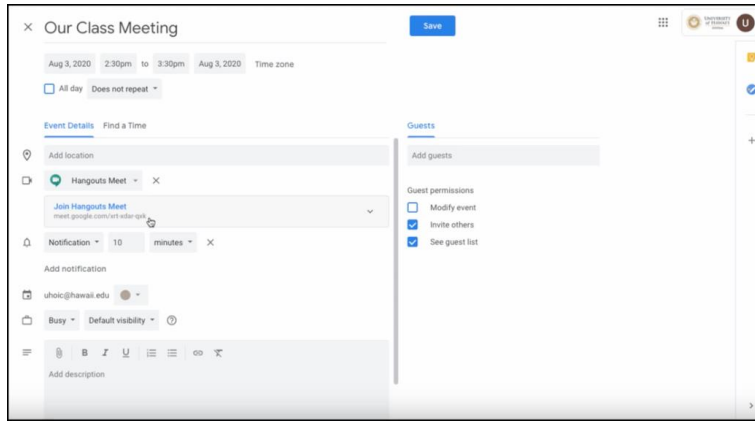 Our Class Meeting
Save
UNIVERSITY
of HAWAIʻI
U
Aug 3, 2020 2:30pm to 3:30pm Aug 3, 2020 Time zone
All day Does not repeat
Event Details Find a Time
Guests
Add location
Add guests
Hangouts Meet
Guest permissions
Join Hangouts Meet
Modify event
Invite others
Notification 10 minutes
See guest list
Add notification
uhoic@hawaii.edu
Busy Default visibility
B I U
Add description